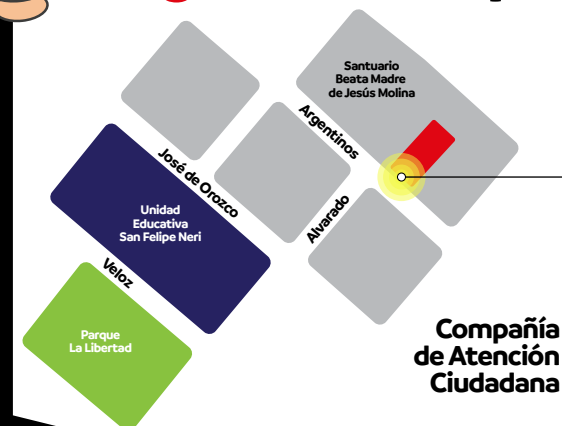 Santuario
Beata Madre
de Jesús Molina
Argentinos
José de Orozco
Alvarado
Unidad
Educativa
San Felipe Neri
Veloz
Parque
La Libertad
Compañía
de Atención
Ciudadana